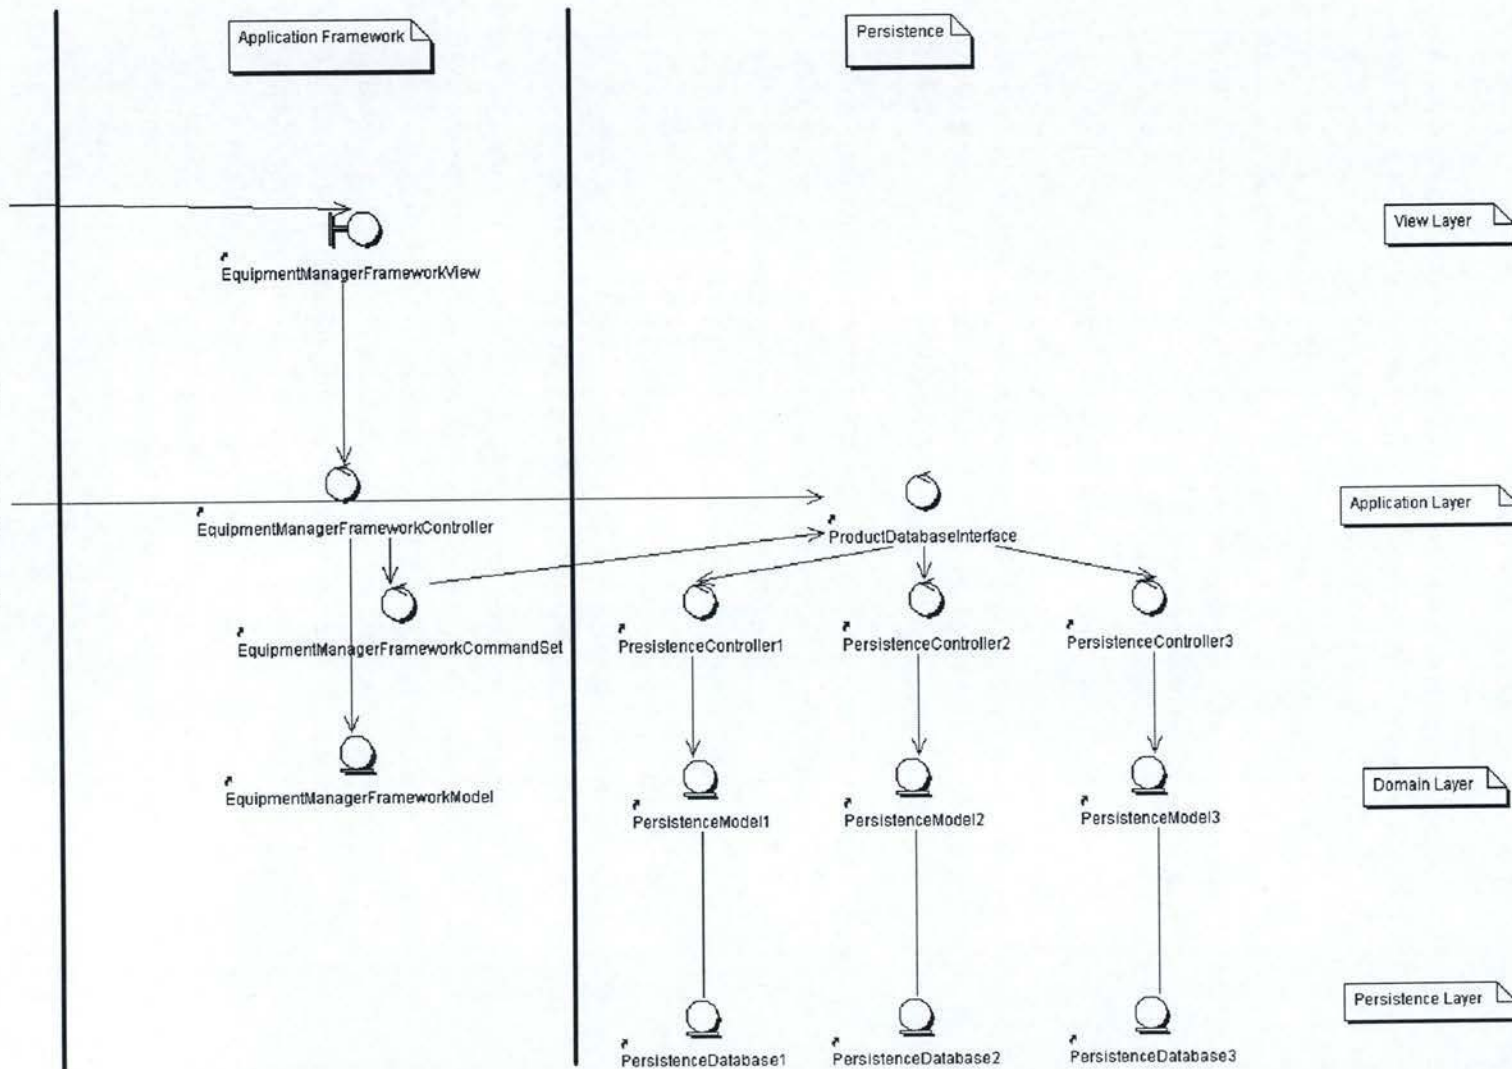 Application Framework
Persistence
View Layer
EquipmentManagerFrameworkView
Application Layer
EquipmentManagerFrameworkController
ProductDatabaseInterface
EquipmentManagerFrameworkCommandSet
PresistenceController1
PersistenceController2
PersistenceController3
Domain Layer
EquipmentManagerFrameworkModel
PersistenceModel1
PersistenceModel2
PersistenceModel3
Persistence Layer
PersistenceDatabase1
PersistenceDatabase2
PersistenceDatabase3